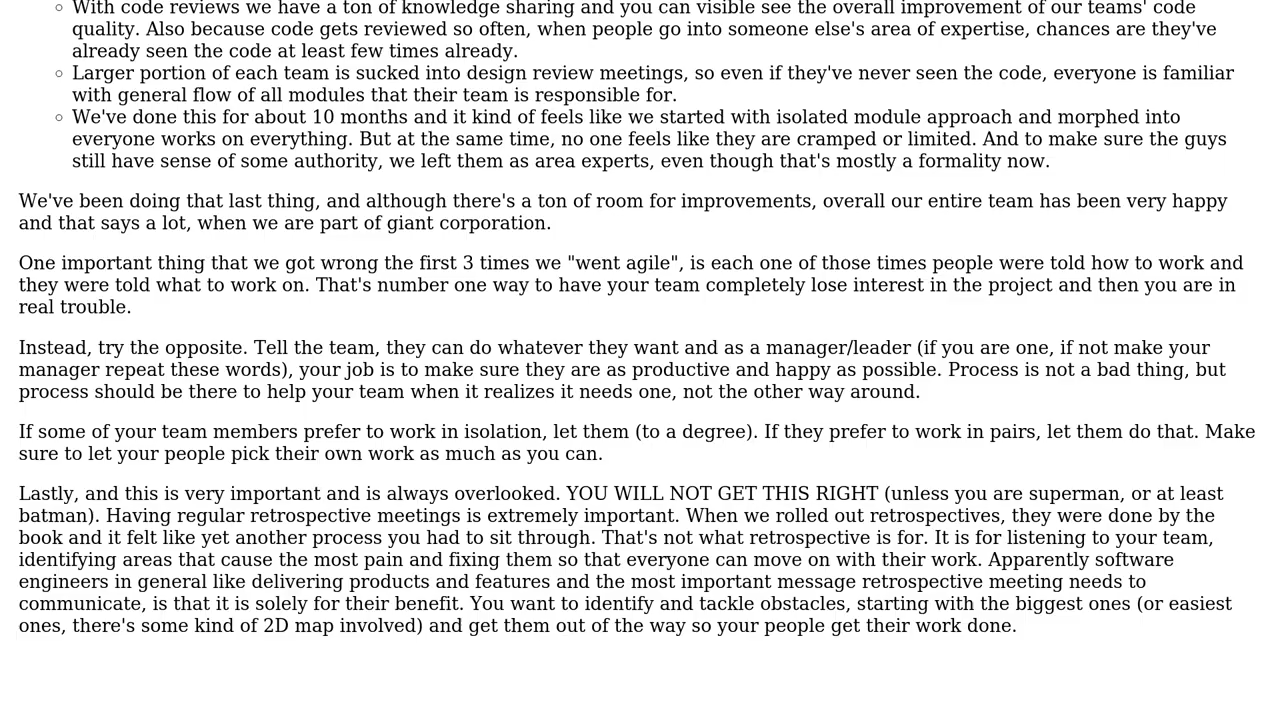 With code reviews we have a ton of knowledge sharing and you can visible see the overall improvement of our teams' code
quality. Also because code gets reviewed so often, when people go into someone else's area of expertise, chances are they've
already seen the code at least few times already.
Larger portion of each team is sucked into design review meetings, so even if they've never seen the code, everyone is familiar
with general flow of all modules that their team is responsible for.
We've done this for about 10 months and it kind of feels like we started with isolated module approach and morphed into
everyone works on everything. But at the same time, no one feels like they are cramped or limited. And to make sure the guys
still have sense of some authority, we left them as area experts, even though that's mostly a formality now.
We've been doing that last thing, and although there's a ton of room for improvements, overall our entire team has been very happy
and that says a lot, when we are part of giant corporation.
One important thing that we got wrong the first 3 times we "went agile", is each one of those times people were told how to work and
they were told what to work on. That's number one way to have your team completely lose interest in the project and then you are in
real trouble.
Instead, try the opposite. Tell the team, they can do whatever they want and as a manager/leader (if you are one, if not make your
manager repeat these words), your job is to make sure they are as productive and happy as possible. Process is not a bad thing, but
process should be there to help your team when it realizes it needs one, not the other way around.
If some of your team members prefer to work in isolation, let them (to a degree). If they prefer to work in pairs, let them do that. Make
sure to let your people pick their own work as much as you can.
Lastly, and this is very important and is always overlooked. YOU WILL NOT GET THIS RIGHT (unless you are superman, or at least
batman). Having regular retrospective meetings is extremely important. When we rolled out retrospectives, they were done by the
book and it felt like yet another process you had to sit through. That's not what retrospective is for. It is for listening to your team,
identifying areas that cause the most pain and fixing them so that everyone can move on with their work. Apparently software
engineers in general like delivering products and features and the most important message retrospective meeting needs to
communicate, is that it is solely for their benefit. You want to identify and tackle obstacles, starting with the biggest ones (or easiest
ones, there's some kind of 2D map involved) and get them out of the way so your people get their work done.